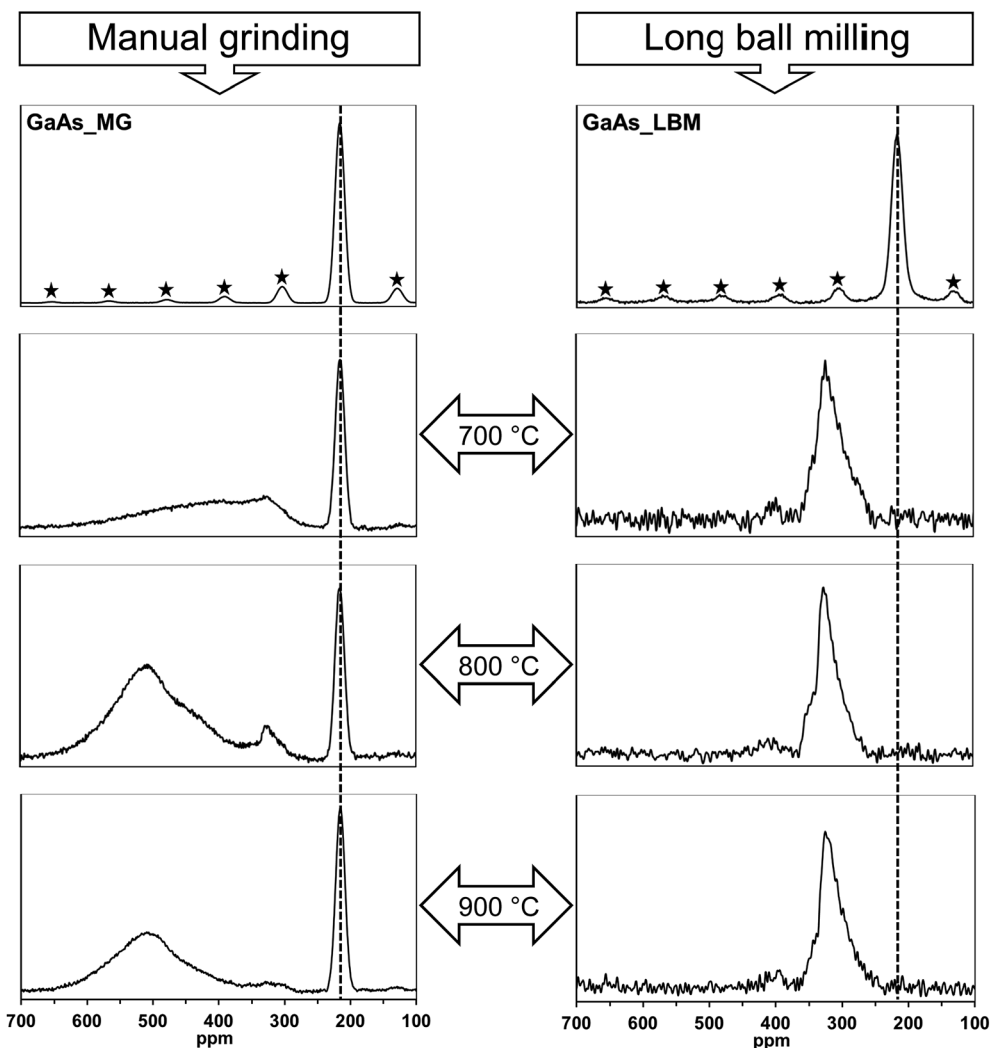 Manual grinding
Long ball milling
GaAs_MG
★ ★ ★ ★ ★ ★
GaAs_LBM
★ ★ ★ ★ ★ ★
700 °C
800 °C
900 °C
700 600 500 400 300 200 100
ppm
700 600 500 400 300 200 100
ppm